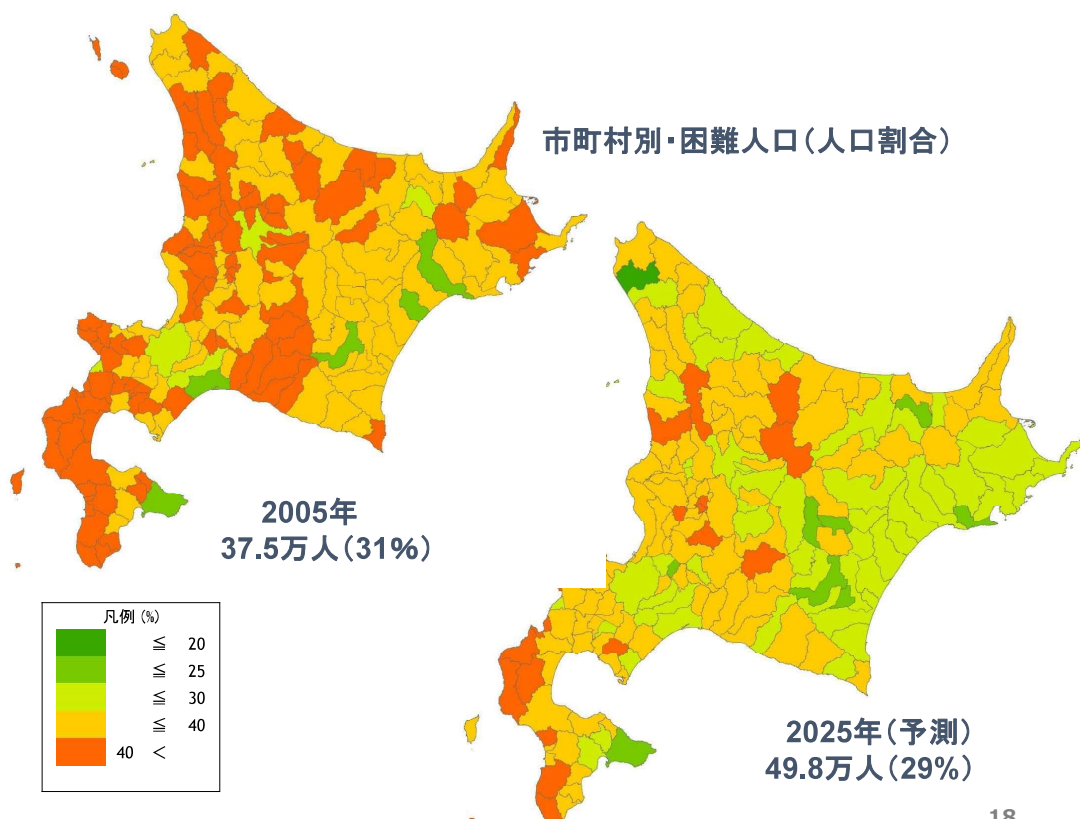 市町村別・困難人口(人口割合)
2005年
37.5万人(31%)
凡例 (%)
≦ 20
≦ 25
≦ 30
≦ 40
40 <
2025年(予測)
49.8万人(29%)
18